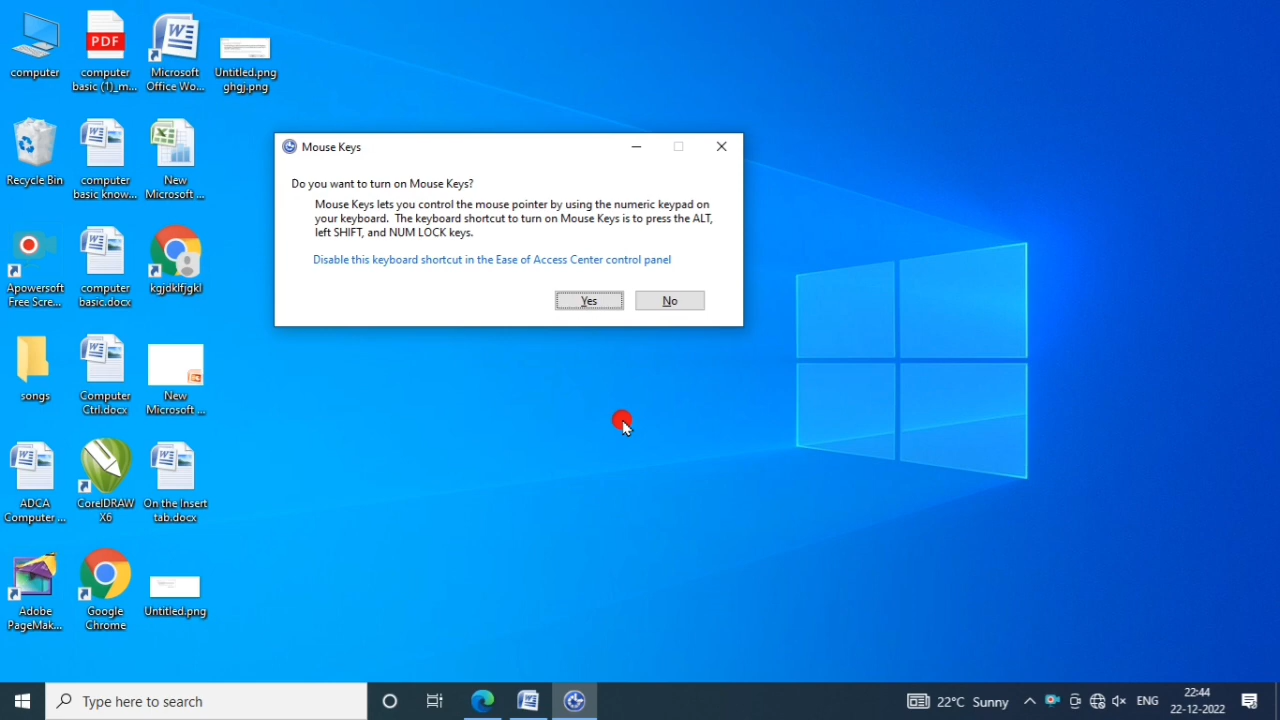 computer
PDF
computer
basic (1)_m...
Microsoft
Office Wo...
Untitled.png
ghgj.png
Recycle Bin
computer
basic know...
New
Microsoft ...
Apowersoft
Free Scre...
computer
basic.docx
kgjdklfjgkl
songs
Computer
Ctrl.docx
New
Microsoft ...
ADCA
Computer ...
CorelDRAW
X6
On the Insert
tab.docx
Adobe
PageMak...
Google
Chrome
Untitled.png
Mouse Keys
Do you want to turn on Mouse Keys?
Mouse Keys lets you control the mouse pointer by using the numeric keypad on
your keyboard. The keyboard shortcut to turn on Mouse Keys is to press the ALT,
left SHIFT, and NUM LOCK keys.
Disable this keyboard shortcut in the Ease of Access Center control panel
Yes
No
Type here to search
22°C Sunny
ENG
22:44
22-12-2022